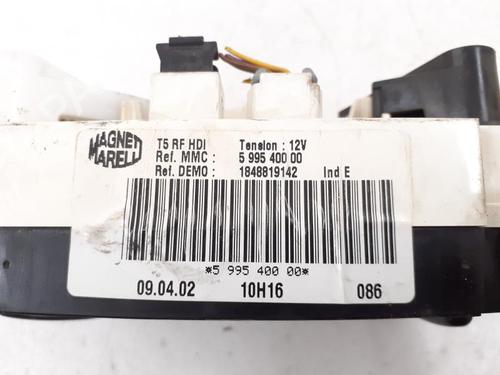 MAGNETI
MARELLI
T5 RF HDI Tension : 12V
Ref. MMC : 5 995 400 00
Ref. DEMO : 1848819142 Ind E
*5 995 400 00*
09.04.02 10H16 086